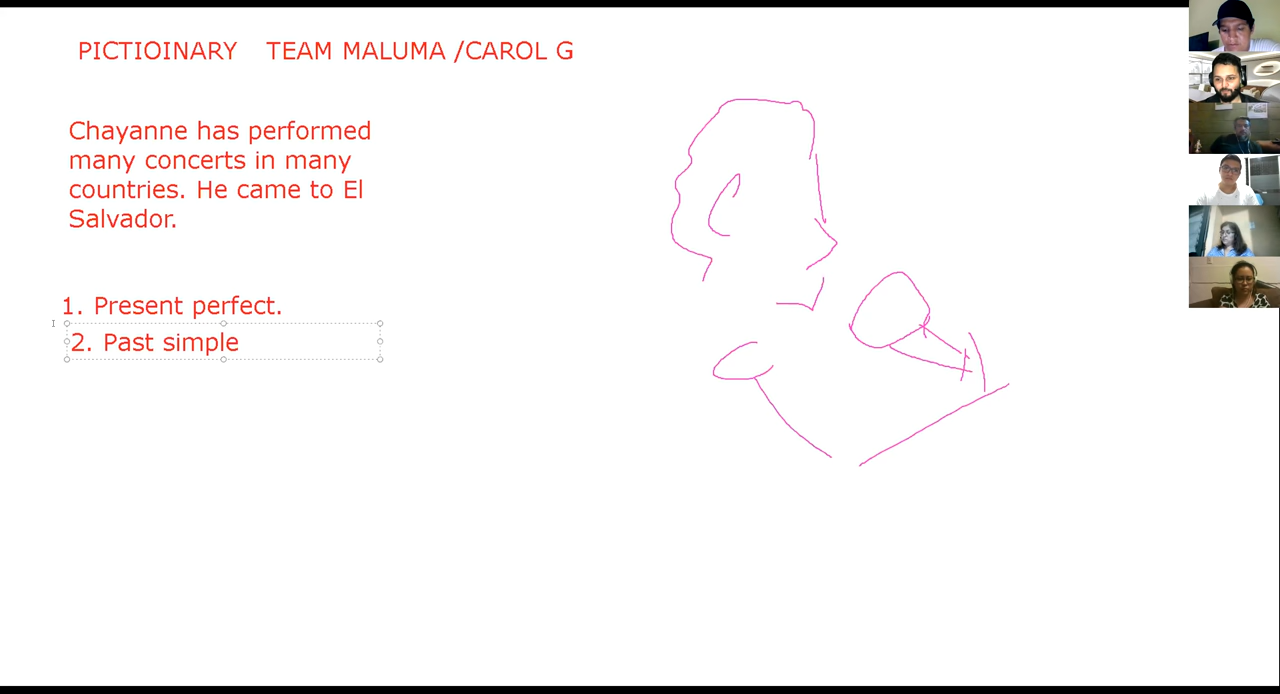 PICTIOINARY TEAM MALUMA /CAROL G
Chayanne has performed
many concerts in many
countries. He came to El
Salvador.
1. Present perfect.
2. Past simple